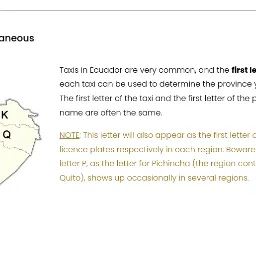 aneous
Taxis in Ecuador are very common, and the first le
each taxi can be used to determine the province y
The first letter of the taxi and the first letter of the p
name are often the same.
K
Q
NOTE: This letter will also appear as the first letter o
licence plates respectively in each region. Beware
letter P, as the letter for Pichincha (the region cont
Quito), shows up occasionally in several regions.